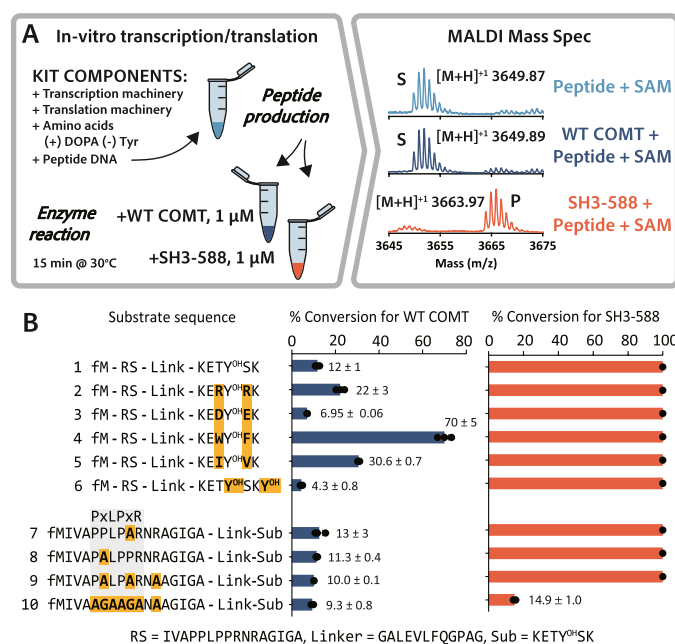 A In-vitro transcription/translation
KIT COMPONENTS:
+ Transcription machinery
+ Translation machinery
+ Amino acids
(+) DOPA (-) Tyr
+ Peptide DNA
Peptide
production
Enzyme
reaction
15 min @ 30°C
+WT COMT, 1 μM
+SH3-588, 1 μM
MALDI Mass Spec
S [M+H]⁺¹ 3649.87 Peptide + SAM
S [M+H]⁺¹ 3649.89 WT COMT +
Peptide + SAM
[M+H]⁺¹ 3663.97 P SH3-588 +
Peptide + SAM
3645 3655 3665 3675
Mass (m/z)
B Substrate sequence % Conversion for WT COMT % Conversion for SH3-588
0 20 40 60 80 0 20 40 60 80 100
1 fM - RS - Link - KETYᴼᴴSK 12 ± 1
2 fM - RS - Link - KERYᴼᴴRK 22 ± 3
3 fM - RS - Link - KEDYᴼᴴEK 6.95 ± 0.06
4 fM - RS - Link - KEWYᴼᴴFK 70 ± 5
5 fM - RS - Link - KEIYᴼᴴVK 30.6 ± 0.7
6 fM - RS - Link - KETYᴼᴴSKYᴼᴴ 4.3 ± 0.8
PxLPxR
7 fMIVAPPLPARNRAGIGA - Link-Sub 13 ± 3
8 fMIVAPALPPRNRAGIGA - Link-Sub 11.3 ± 0.4
9 fMIVAPALPARNAAGIGA - Link-Sub 10.0 ± 0.1
10 fMIVAAGAAGANAAGIGA - Link-Sub 9.3 ± 0.8 14.9 ± 1.0
RS = IVAPPLPPRNRAGIGA, Linker = GALEVLFQGPAG, Sub = KETYᴼᴴSK